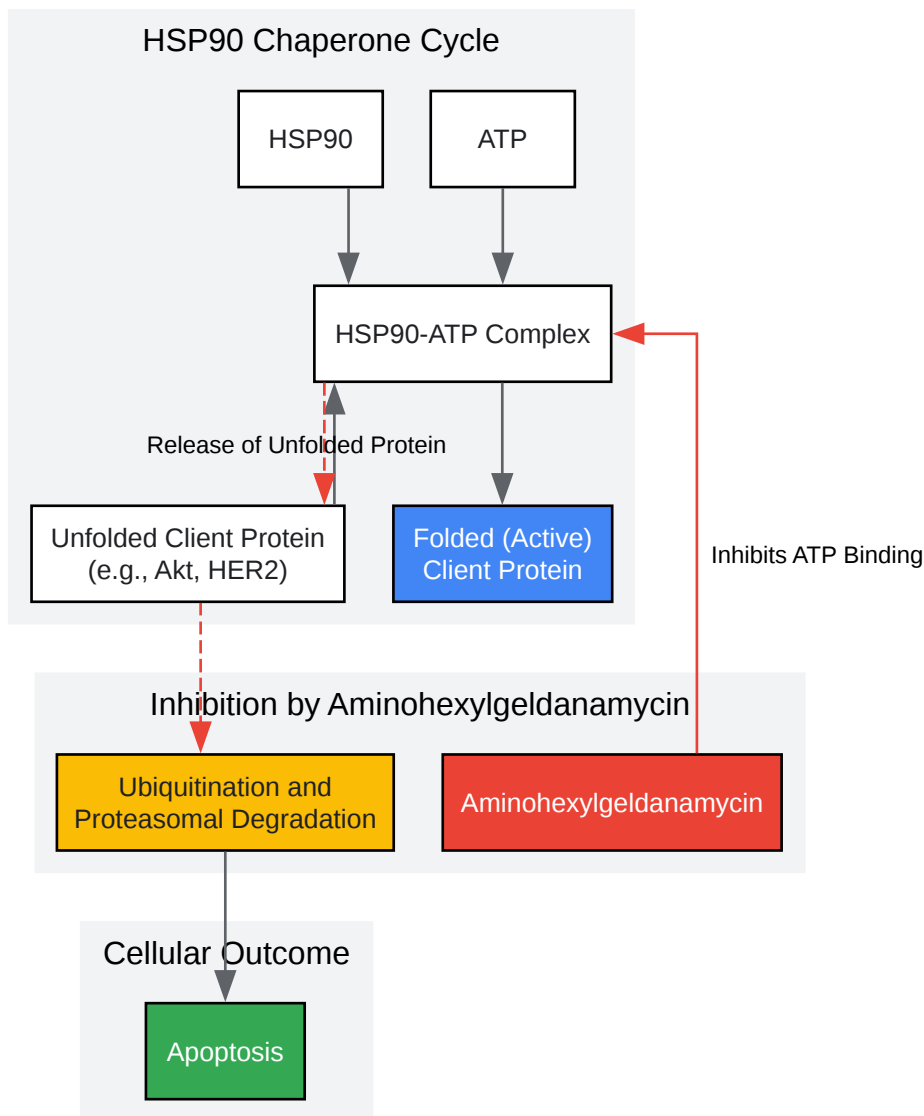 HSP90 Chaperone Cycle
HSP90
ATP
HSP90-ATP Complex
Release of Unfolded Protein
Unfolded Client Protein
(e.g., Akt, HER2)
Folded (Active)
Client Protein
Inhibits ATP Binding
Inhibition by Aminohexylgeldanamycin
Ubiquitination and
Proteasomal Degradation
Aminohexylgeldanamycin
Cellular Outcome
Apoptosis